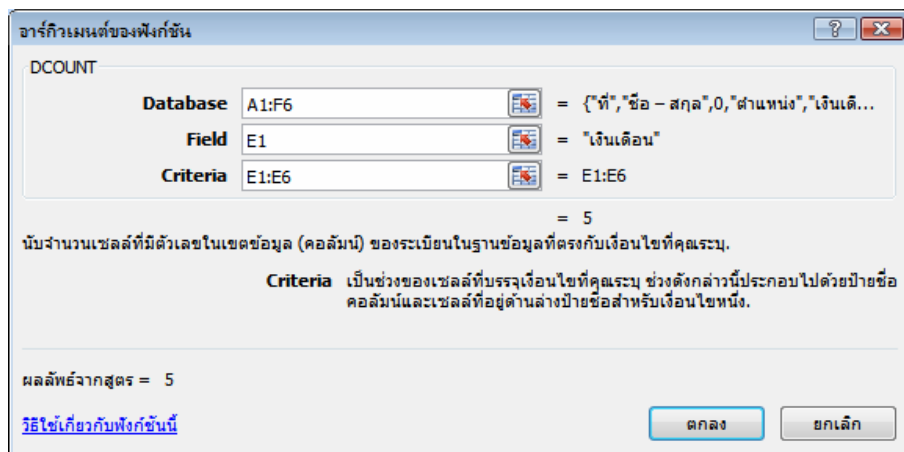 อาร์กิวเมนต์ของฟังก์ชัน
DCOUNT
Database A1:F6 = {"ที่","ชื่อ – สกุล",0,"ตำแหน่ง","เงินเดื...
Field E1 = "เงินเดือน"
Criteria E1:E6 = E1:E6
= 5
นับจำนวนเซลล์ที่มีตัวเลขในเขตข้อมูล (คอลัมน์) ของระเบียนในฐานข้อมูลที่ตรงกับเงื่อนไขที่คุณระบุ.
Criteria เป็นช่วงของเซลล์ที่บรรจุเงื่อนไขที่คุณระบุ ช่วงดังกล่าวนี้ประกอบไปด้วยป้ายชื่อ
คอลัมน์และเซลล์ที่อยู่ด้านล่างป้ายชื่อสำหรับเงื่อนไขหนึ่ง.
ผลลัพธ์จากสูตร = 5
วิธีใช้เกี่ยวกับฟังก์ชันนี้ ตกลง ยกเลิก